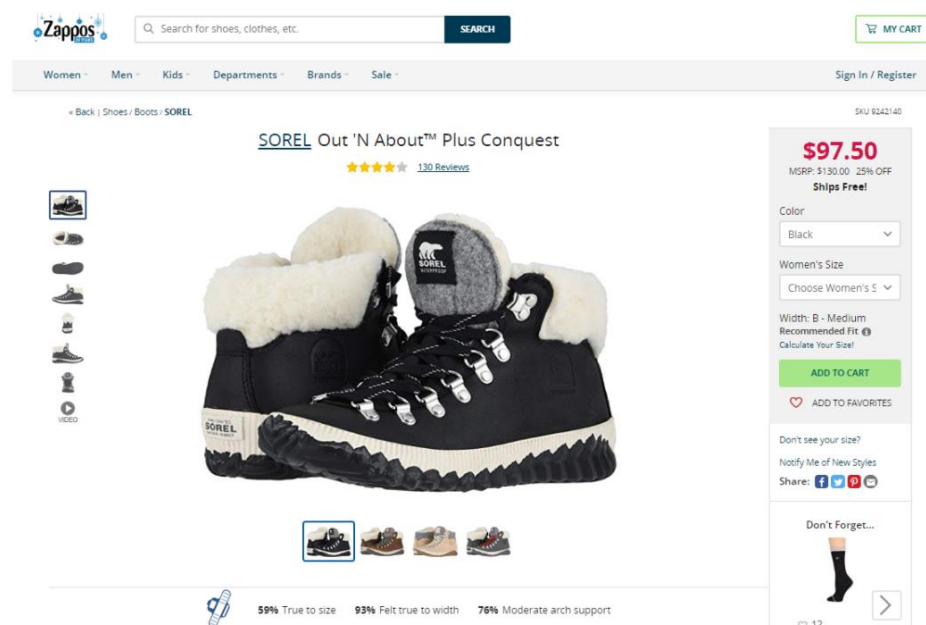 Zappos
Search for shoes, clothes, etc.
SEARCH
MY CART
Women
Men
Kids
Departments
Brands
Sale
Sign In / Register
« Back | Shoes / Boots / SOREL
SKU 9242140
SOREL Out 'N About™ Plus Conquest
130 Reviews
$97.50
MSRP: $130.00 25% OFF
Ships Free!
Color
Black
Women's Size
Choose Women's S
Width: B - Medium
Recommended Fit
Calculate Your Size!
ADD TO CART
ADD TO FAVORITES
Don't see your size?
Notify Me of New Styles
Share:
Don't Forget...
12
VIDEO
SOREL
WATERPROOF
SOREL
59% True to size 93% Felt true to width 76% Moderate arch support